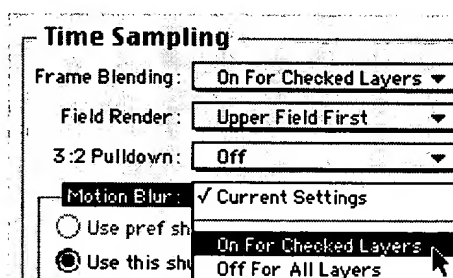 Time Sampling
Frame Blending: On For Checked Layers
Field Render: Upper Field First
3:2 Pulldown: Off
Motion Blur: ✓ Current Settings
Use pref sh
On For Checked Layers
Use this shu
Off For All Layers